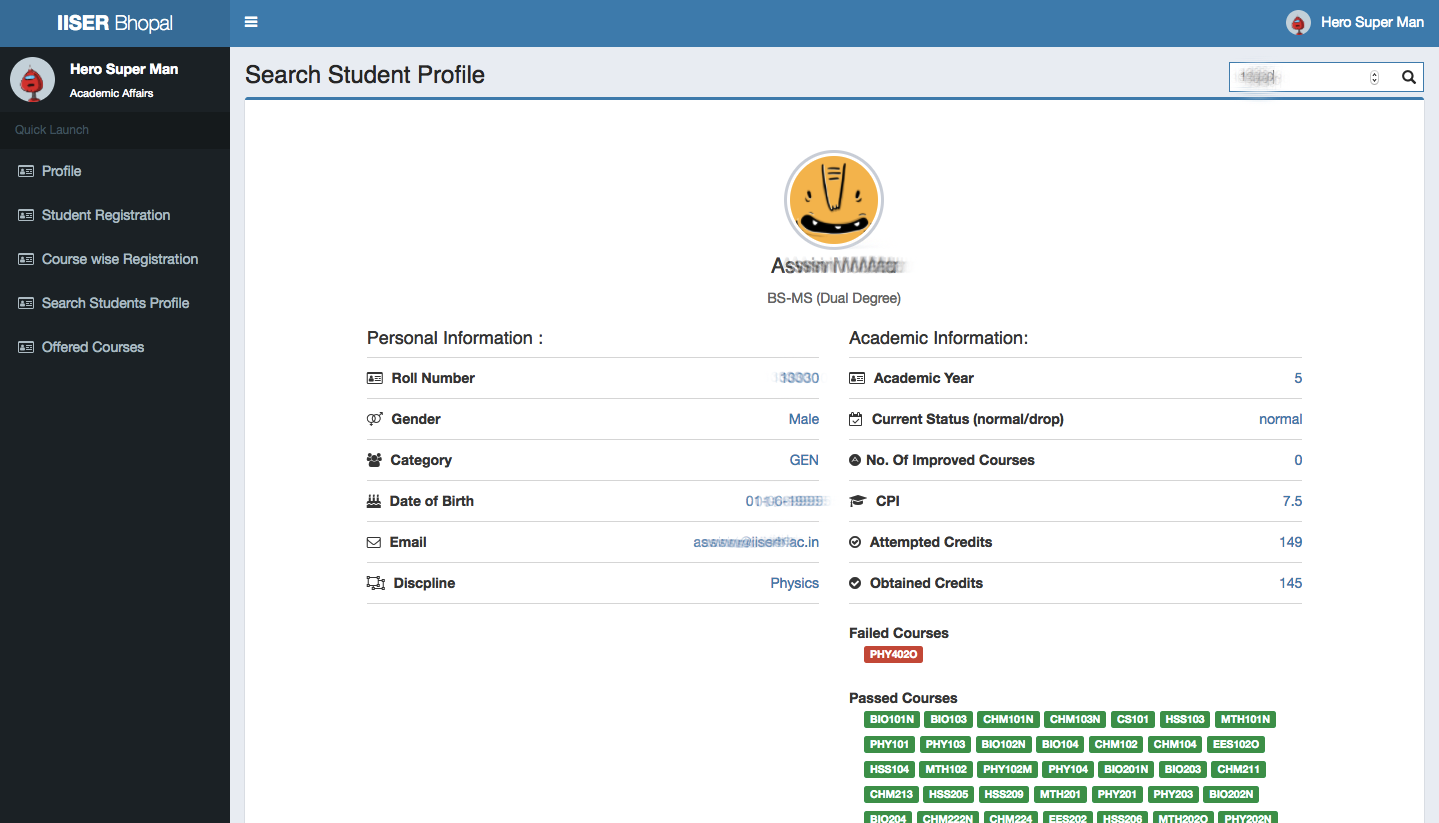 IISER Bhopal
Hero Super Man
Hero Super Man
Academic Affairs
Quick Launch
Profile
Student Registration
Course wise Registration
Search Students Profile
Offered Courses
Search Student Profile
BS-MS (Dual Degree)
Personal Information :
Roll Number
Gender Male
Category GEN
Date of Birth
Email
Discpline Physics
Academic Information:
Academic Year 5
Current Status (normal/drop) normal
No. Of Improved Courses 0
CPI 7.5
Attempted Credits 149
Obtained Credits 145
Failed Courses
PHY402O
Passed Courses
BIO101N BIO103 CHM101N CHM103N CS101 HSS103 MTH101N
PHY101 PHY103 BIO102N BIO104 CHM102 CHM104 EES102O
HSS104 MTH102 PHY102M PHY104 BIO201N BIO203 CHM211
CHM213 HSS205 HSS209 MTH201 PHY201 PHY203 BIO202N
BIO204 CHM222N CHM224 EES202 HSS206 MTH202O PHY202N